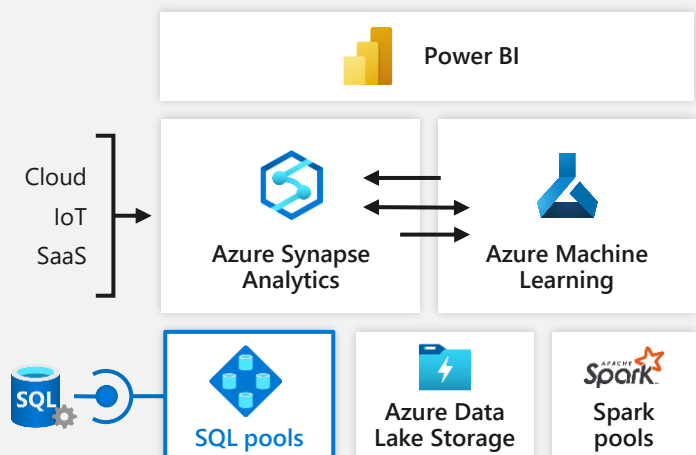 Power BI
Cloud
IoT
SaaS
Azure Synapse
Analytics
Azure Machine
Learning
SQL
SQL pools
Azure Data
Lake Storage
APACHE
Spark
Spark
pools